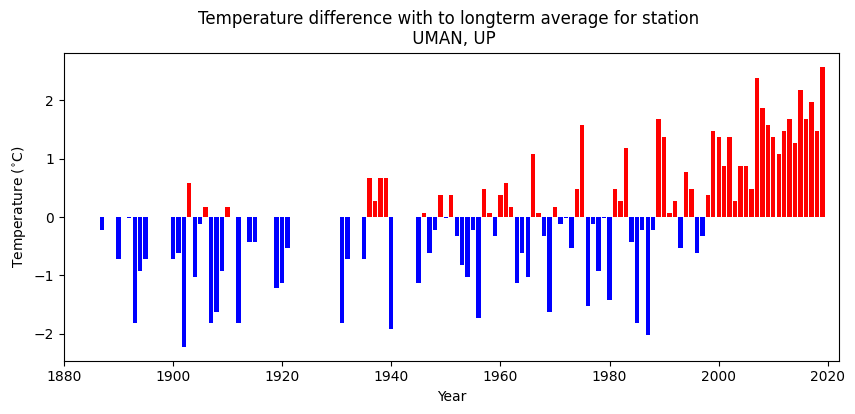 Temperature difference with to longterm average for station
UMAN, UP
Temperature (°C)
2
1
0
−1
−2
1880 1900 1920 1940 1960 1980 2000 2020
Year